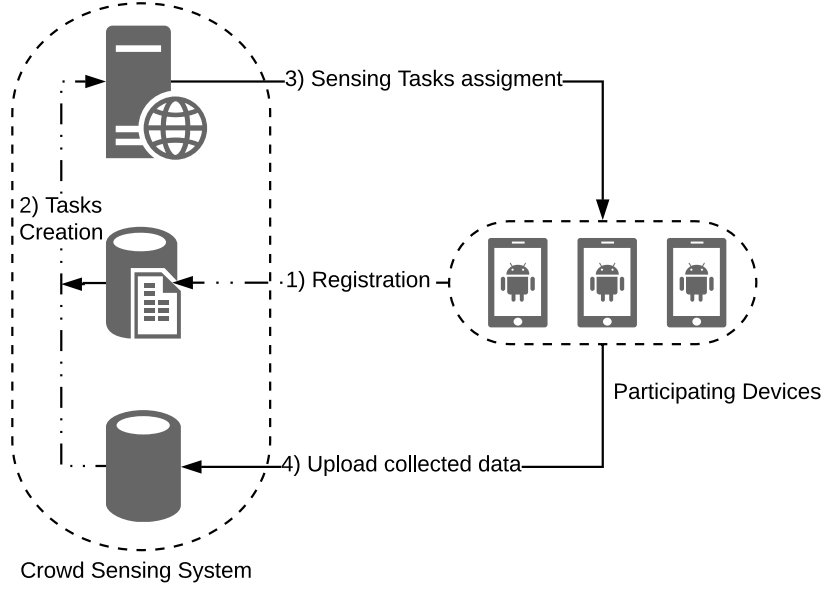 3) Sensing Tasks assigment
2) Tasks
Creation
1) Registration
Participating Devices
4) Upload collected data
Crowd Sensing System